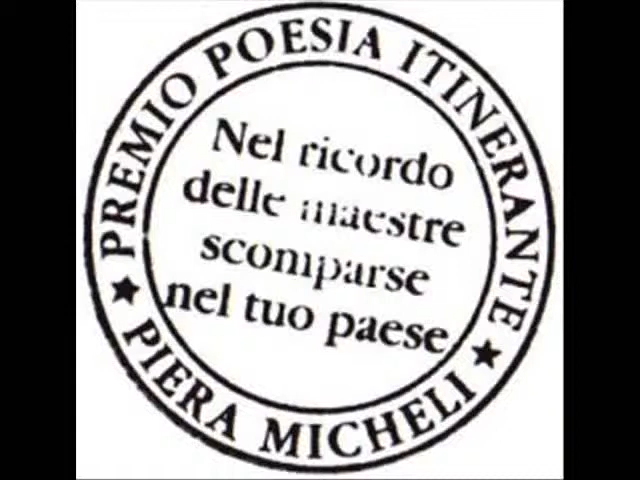 PREMIO POESIA ITINERANTE
Nel ricordo
delle maestre
scomparse
nel tuo paese
★ PIERA MICHELI ★